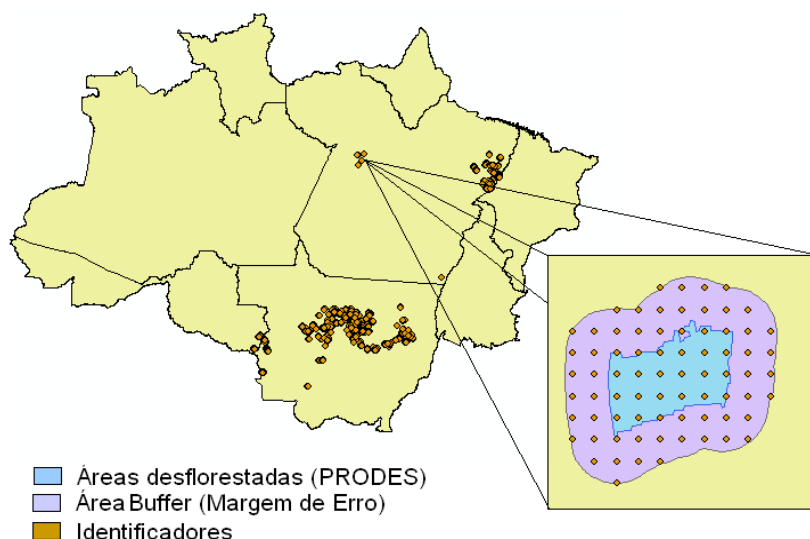 Áreas desflorestadas (PRODES)
Área Buffer (Margem de Erro)
Identificadores